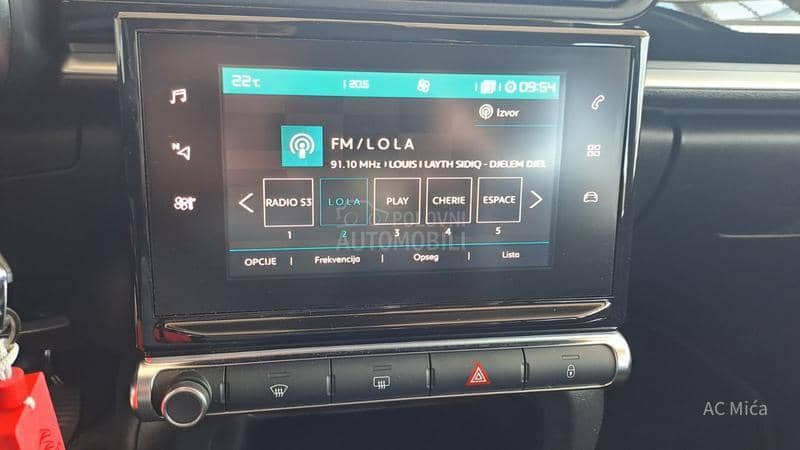 22°C | 20.5 | 09:54
Izvor
FM/LOLA
91.10 MHz LOUIS I LAYTH SIDIQ - DJELEM DJEL
N
RADIO S3 LOLA PLAY CHERIE ESPACE
1 2 3 4 5
POLOVNI
AUTOMOBILI
OPCIJE | Frekvencija | Opseg | Lista
AC Mića